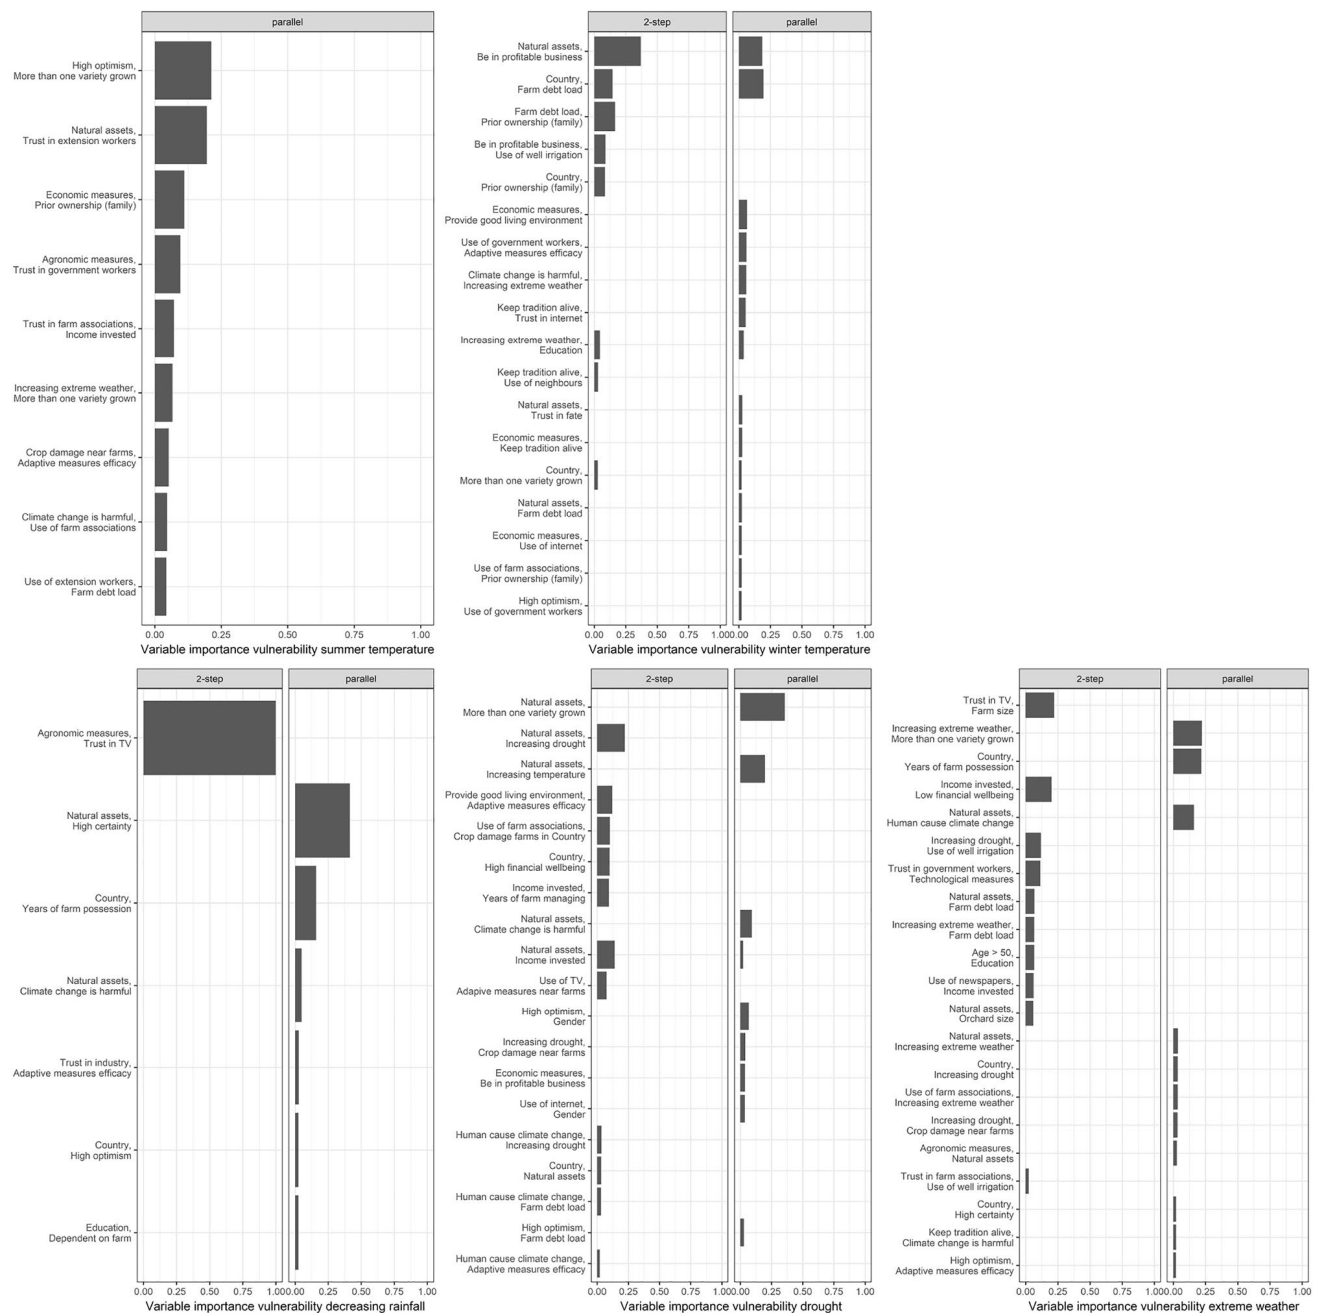 parallel
High optimism,
More than one variety grown
Natural assets,
Trust in extension workers
Economic measures,
Prior ownership (family)
Agronomic measures,
Trust in government workers
Trust in farm associations,
Income invested
Increasing extreme weather,
More than one variety grown
Crop damage near farms,
Adaptive measures efficacy
Climate change is harmful,
Use of farm associations
Use of extension workers,
Farm debt load
0.00 0.25 0.50 0.75 1.00
Variable importance vulnerability summer temperature
2-step parallel
Natural assets,
Be in profitable business
Country,
Farm debt load
Farm debt load,
Prior ownership (family)
Be in profitable business,
Use of well irrigation
Country,
Prior ownership (family)
Economic measures,
Provide good living environment
Use of government workers,
Adaptive measures efficacy
Climate change is harmful,
Increasing extreme weather
Keep tradition alive,
Trust in internet
Increasing extreme weather,
Education
Keep tradition alive,
Use of neighbours
Natural assets,
Trust in fate
Economic measures,
Keep tradition alive
Country,
More than one variety grown
Natural assets,
Farm debt load
Economic measures,
Use of internet
Use of farm associations,
Prior ownership (family)
High optimism,
Use of government workers
0.00 0.25 0.50 0.75 1.00 0.00 0.25 0.50 0.75 1.00
Variable importance vulnerability winter temperature
2-step parallel
Agronomic measures,
Trust in TV
Natural assets,
High certainty
Country,
Years of farm possession
Natural assets,
Climate change is harmful
Trust in industry,
Adaptive measures efficacy
Country,
High optimism
Education,
Dependent on farm
0.00 0.25 0.50 0.75 1.00 0.00 0.25 0.50 0.75 1.00
Variable importance vulnerability decreasing rainfall
2-step parallel
Natural assets,
More than one variety grown
Natural assets,
Increasing drought
Natural assets,
Increasing temperature
Provide good living environment,
Adaptive measures efficacy
Use of farm associations,
Crop damage farms in Country
Country,
High financial wellbeing
Income invested,
Years of farm managing
Natural assets,
Climate change is harmful
Natural assets,
Income invested
Use of TV,
Adapive measures near farms
High optimism,
Gender
Increasing drought,
Crop damage near farms
Economic measures,
Be in profitable business
Use of internet,
Gender
Human cause climate change,
Increasing drought
Country,
Natural assets
Human cause climate change,
Farm debt load
High optimism,
Farm debt load
Human cause climate change,
Adaptive measures efficacy
0.00 0.25 0.50 0.75 1.00 0.00 0.25 0.50 0.75 1.00
Variable importance vulnerability drought
2-step parallel
Trust in TV,
Farm size
Increasing extreme weather,
More than one variety grown
Country,
Years of farm possession
Income invested,
Low financial wellbeing
Natural assets,
Human cause climate change
Increasing drought,
Use of well irrigation
Trust in government workers,
Technological measures
Natural assets,
Farm debt load
Increasing extreme weather,
Farm debt load
Age > 50,
Education
Use of newspapers,
Income invested
Natural assets,
Orchard size
Natural assets,
Increasing extreme weather
Country,
Increasing drought
Use of farm associations,
Increasing extreme weather
Increasing drought,
Crop damage near farms
Agronomic measures,
Natural assets
Trust in farm associations,
Use of well irrigation
Country,
High certainty
Keep tradition alive,
Climate change is harmful
High optimism,
Adaptive measures efficacy
0.00 0.25 0.50 0.75 1.00 0.00 0.25 0.50 0.75 1.00
Variable importance vulnerability extreme weather